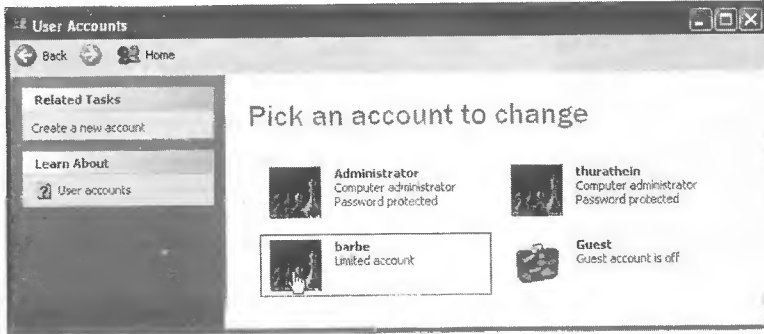 User Accounts
Back Home
Related Tasks
Create a new account
Learn About
User accounts
Pick an account to change
Administrator
Computer administrator
Password protected
thurathein
Computer administrator
Password protected
barbe
Limited account
Guest
Guest account is off